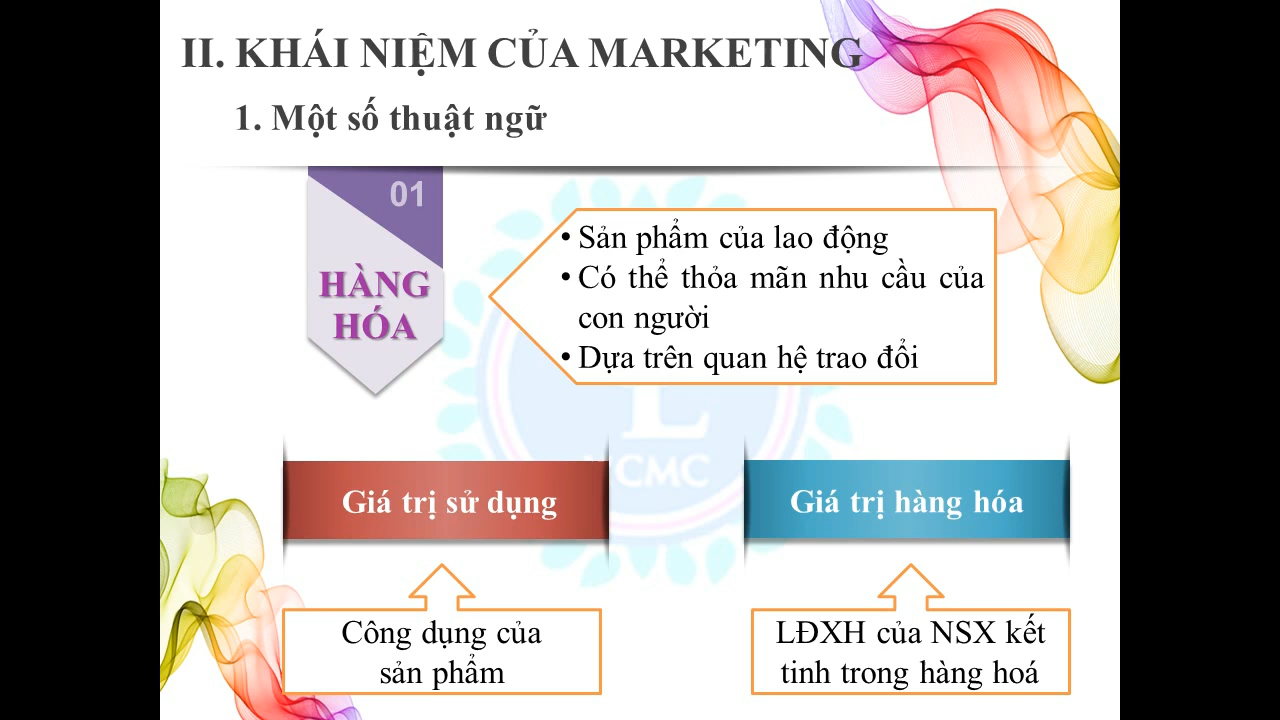 II. KHÁI NIỆM CỦA MARKETING
1. Một số thuật ngữ
01
HÀNG
HÓA
• Sản phẩm của lao động
• Có thể thỏa mãn nhu cầu của
con người
• Dựa trên quan hệ trao đổi
L
CMC
Giá trị sử dụng
Giá trị hàng hóa
Công dụng của
sản phẩm
LĐXH của NSX kết
tinh trong hàng hoá